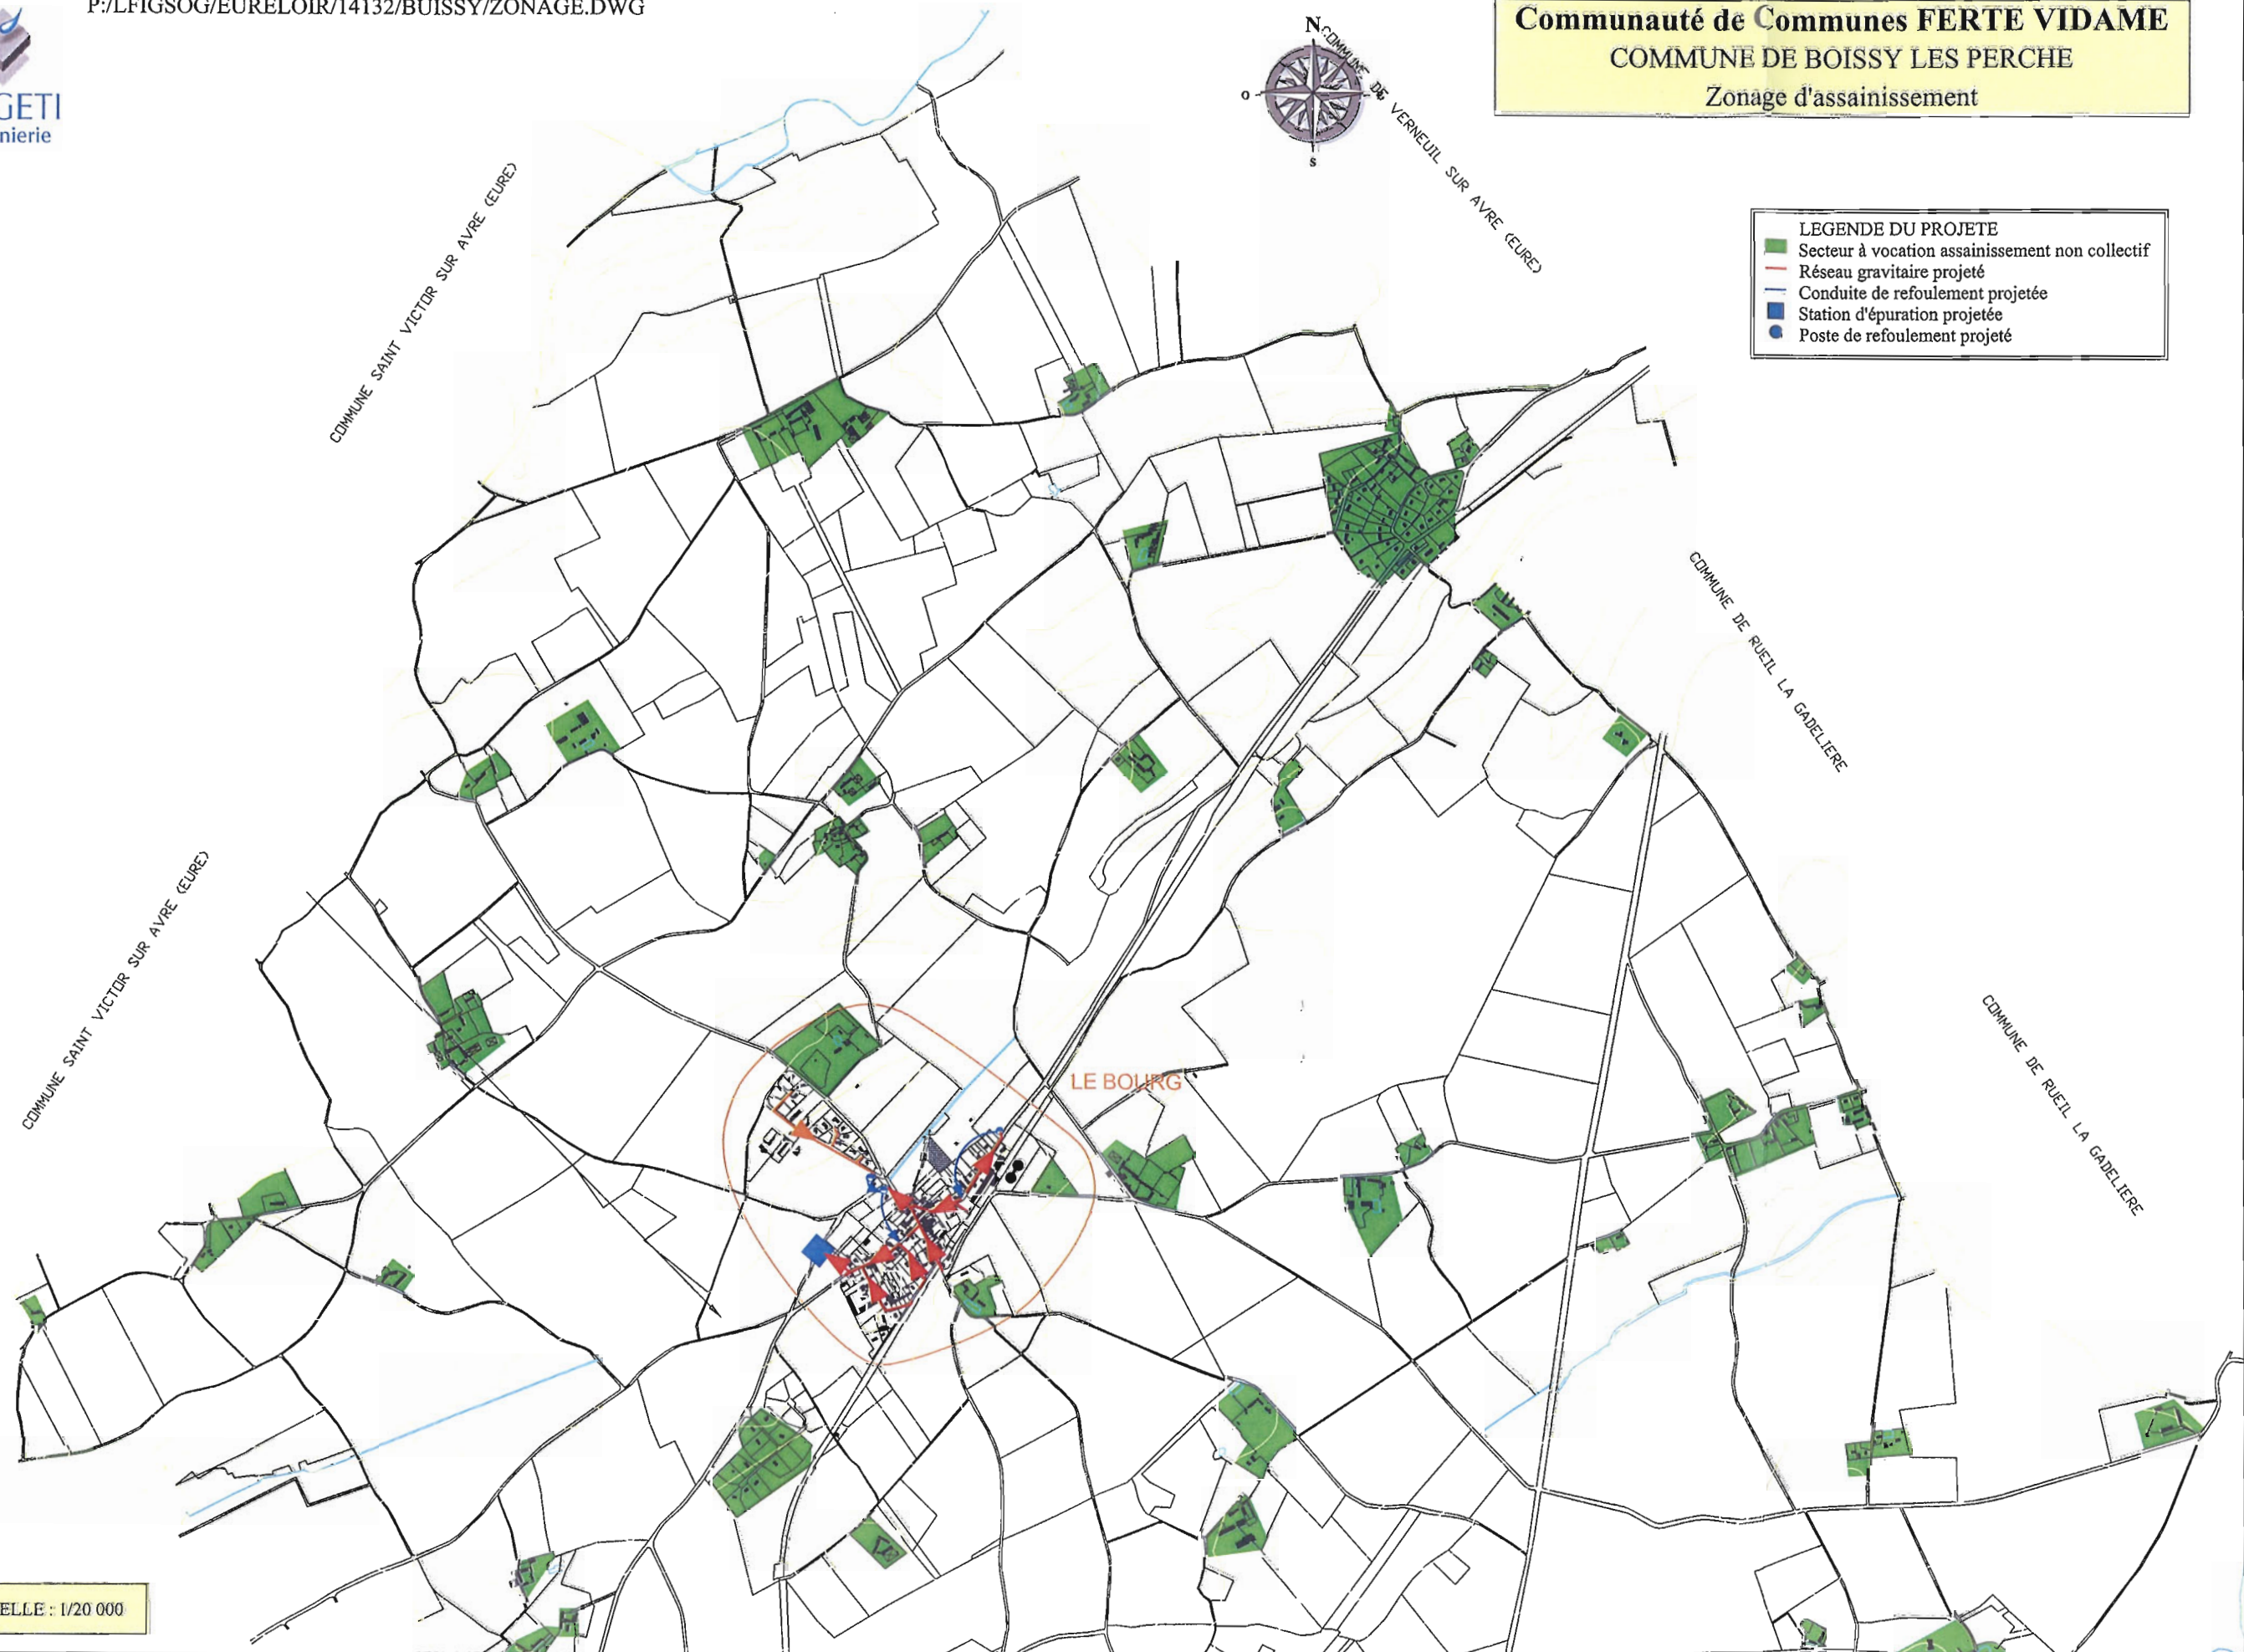 P:/LFIGSOG/EURELOIR/14132/BUISSY/ZONAGE.DWG
GETI
nierie
Communauté de Communes FERTE VIDAME
COMMUNE DE BOISSY LES PERCHE
Zonage d'assainissement
N
O
S
COMMUNE DE VERNEUIL SUR AVRE (EURE)
COMMUNE SAINT VICTOR SUR AVRE (EURE)
LEGENDE DU PROJETE
Secteur à vocation assainissement non collectif
Réseau gravitaire projeté
Conduite de refoulement projetée
Station d'épuration projetée
Poste de refoulement projeté
COMMUNE DE RUEIL LA GADELIERE
COMMUNE SAINT VICTOR SUR AVRE (EURE)
COMMUNE DE RUEIL LA GADELIERE
LE BOURG
ELLE : 1/20 000